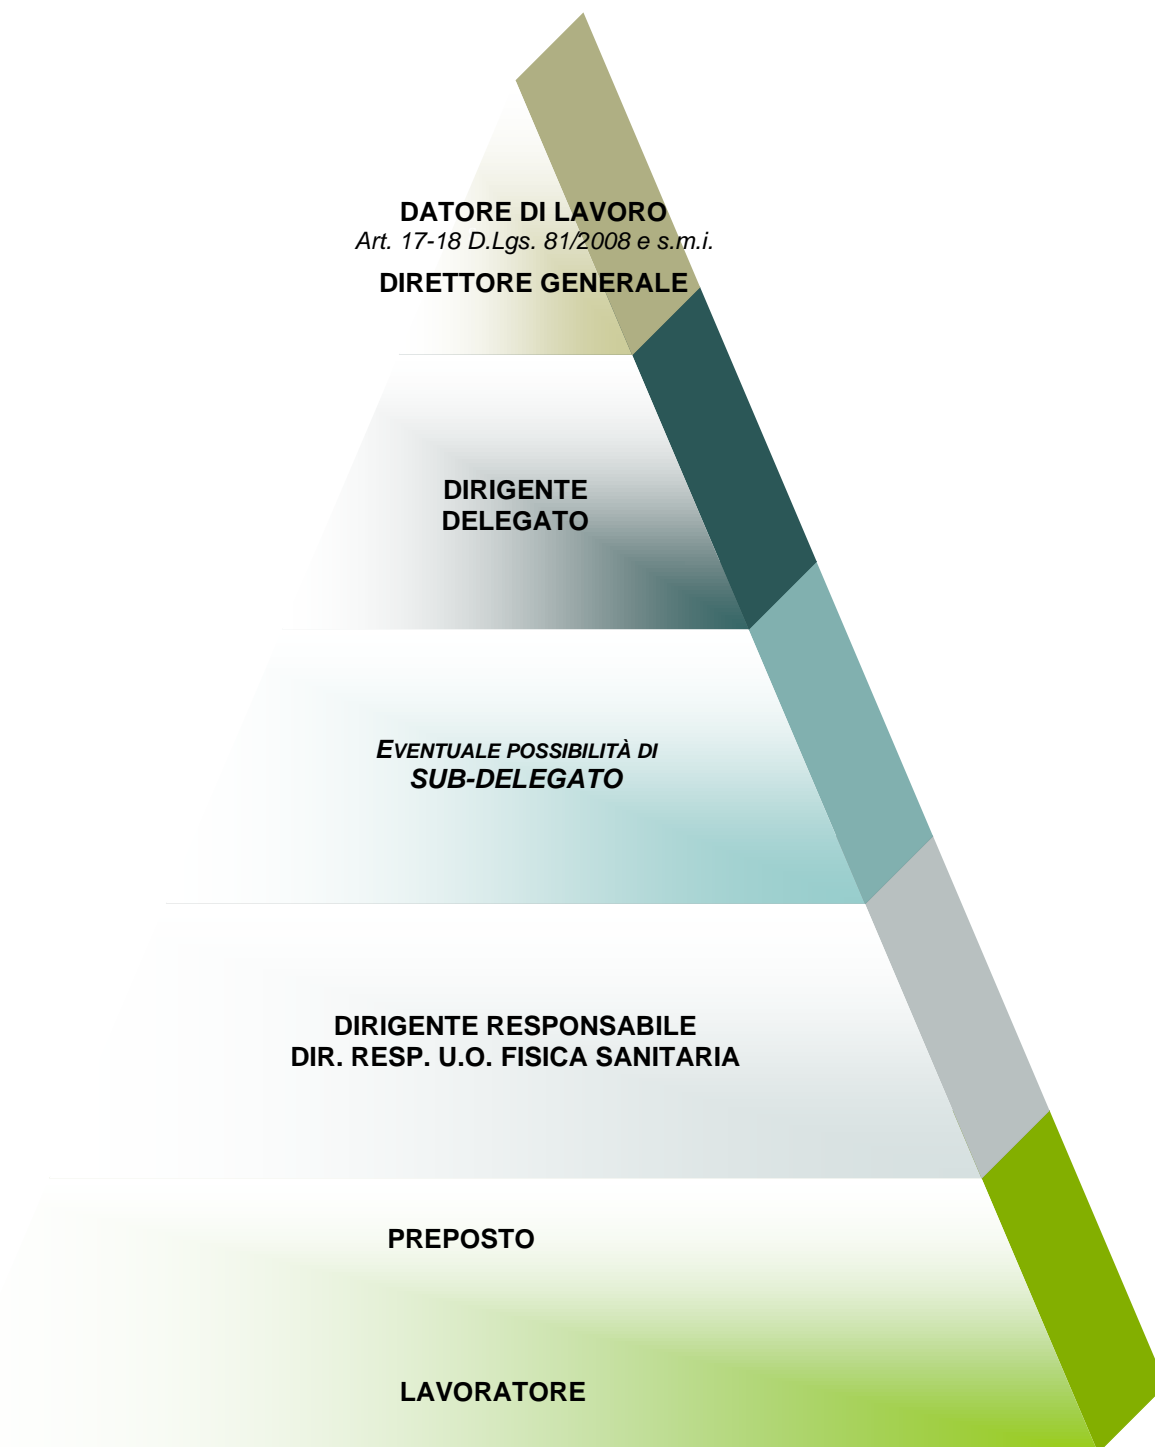 DATORE DI LAVORO
Art. 17-18 D.Lgs. 81/2008 e s.m.i.
DIRETTORE GENERALE
DIRIGENTE
DELEGATO
EVENTUALE POSSIBILITÀ DI
SUB-DELEGATO
DIRIGENTE RESPONSABILE
DIR. RESP. U.O. FISICA SANITARIA
PREPOSTO
LAVORATORE